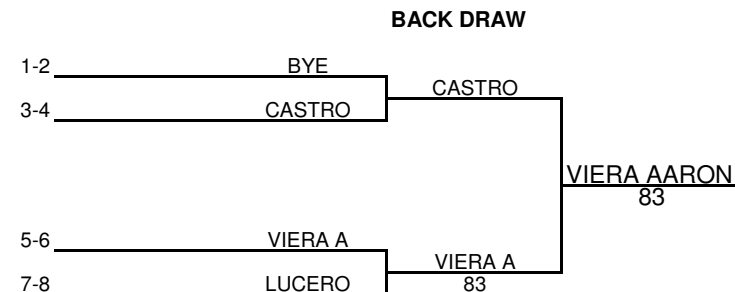 BACK DRAW
1-2 BYE
CASTRO
3-4 CASTRO
VIERA AARON
83
5-6 VIERA A
VIERA A
7-8 LUCERO 83